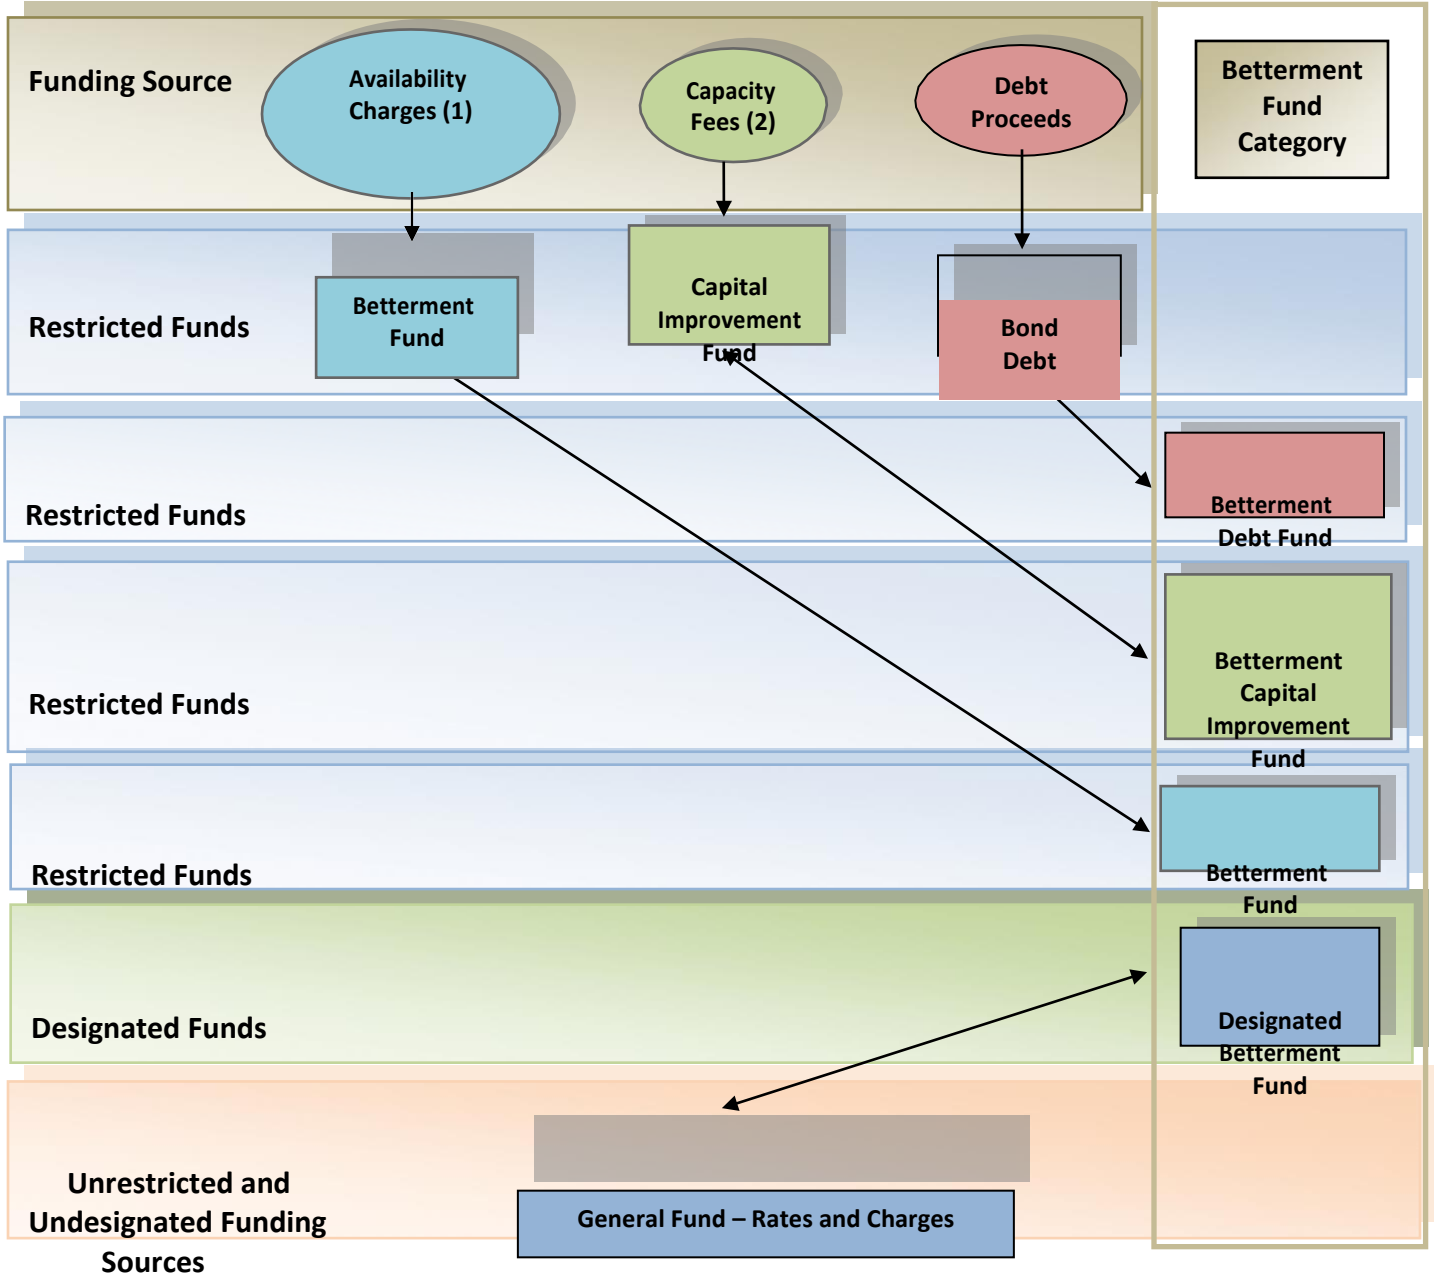 Funding Source
Availability
Charges (1)
Capacity
Fees (2)
Debt
Proceeds
Betterment
Fund
Category
Restricted Funds
Betterment
Fund
Capital
Improvement
Fund
Bond
Debt
Restricted Funds
Betterment
Debt Fund
Restricted Funds
Betterment
Capital
Improvement
Fund
Restricted Funds
Betterment
Fund
Designated Funds
Designated
Betterment
Fund
Unrestricted and
Undesignated Funding
Sources
General Fund – Rates and Charges